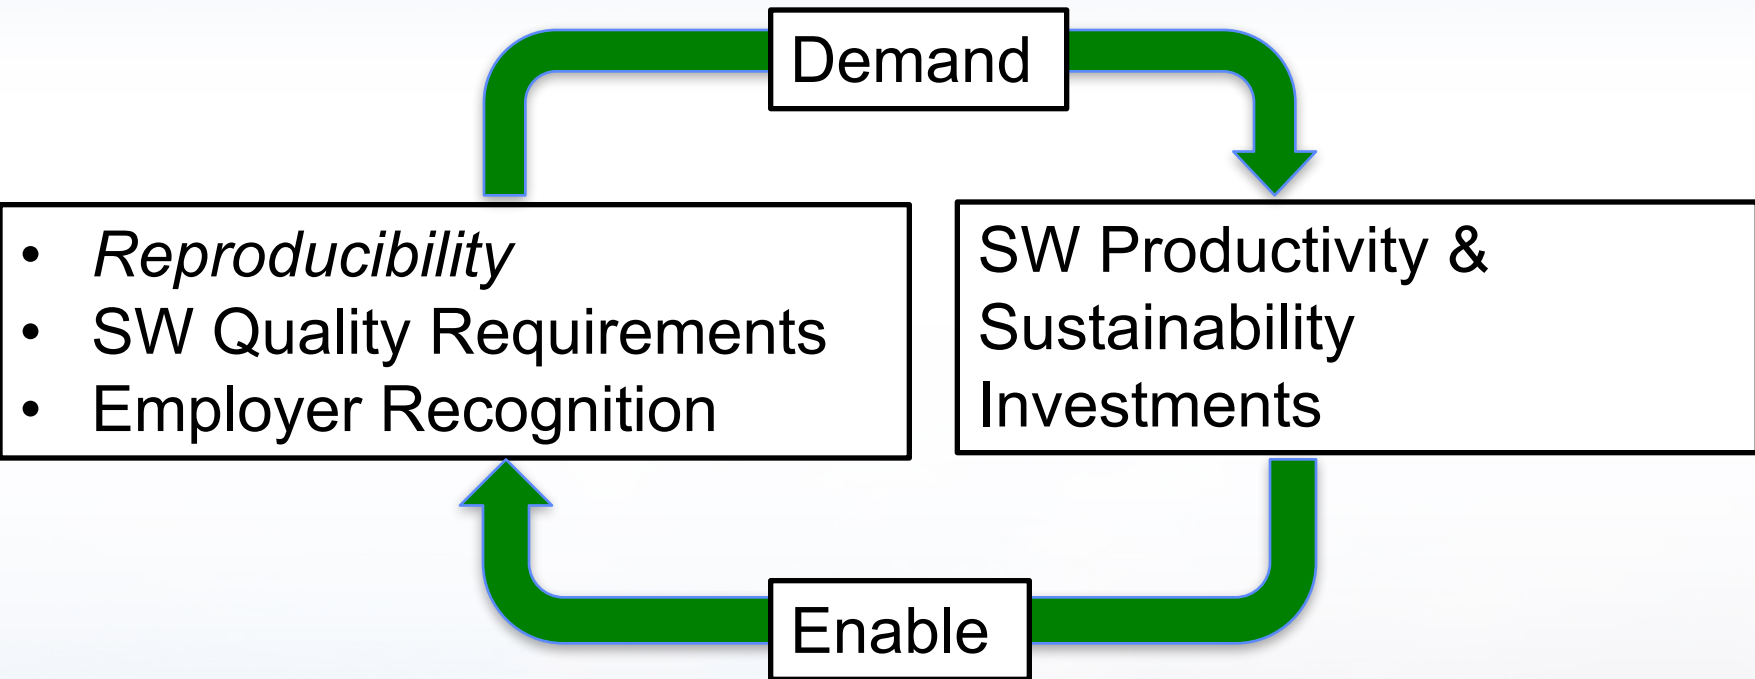 Demand
• Reproducibility
• SW Quality Requirements
• Employer Recognition
SW Productivity &
Sustainability
Investments
Enable